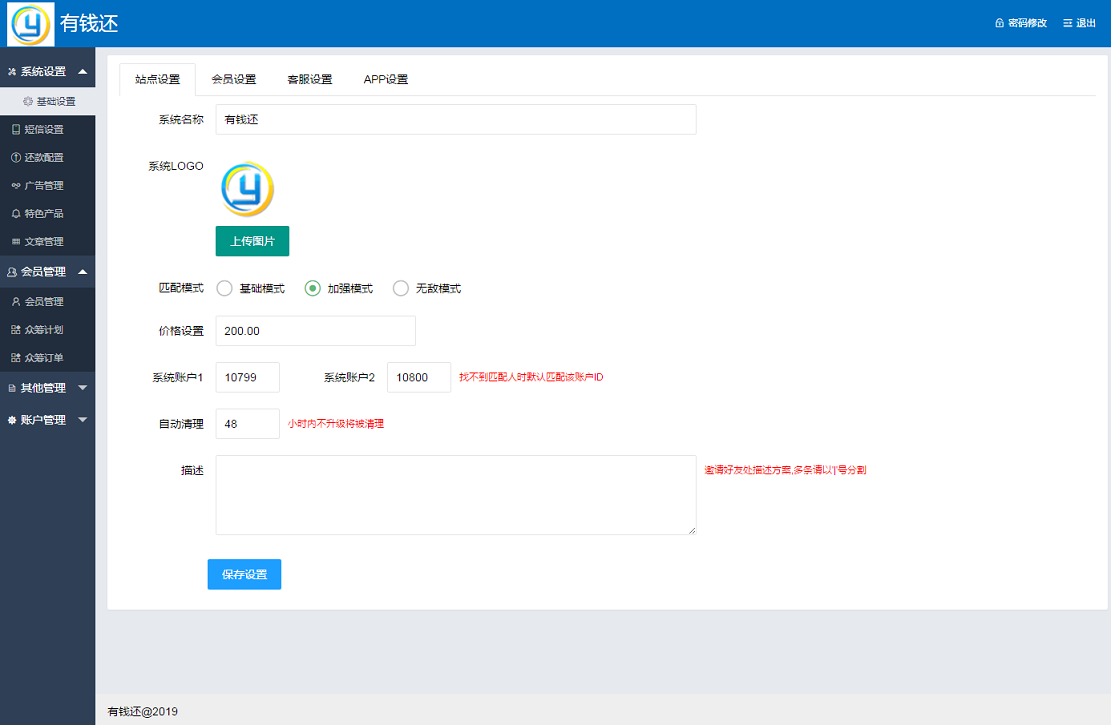 有钱还
密码修改 退出
系统设置
基础设置
短信设置
还款配置
广告管理
特色产品
文章管理
会员管理
会员管理
众筹计划
众筹订单
其他管理
账户管理
站点设置 会员设置 客服设置 APP设置
系统名称 有钱还
系统LOGO
上传图片
匹配模式 基础模式 加强模式 无敌模式
价格设置 200.00
系统账户1 10799 系统账户2 10800 找不到匹配人时默认匹配该账户ID
自动清理 48 小时内不升级将被清理
描述 邀请好友处描述方案,多条请以'|'号分割
保存设置
有钱还@2019